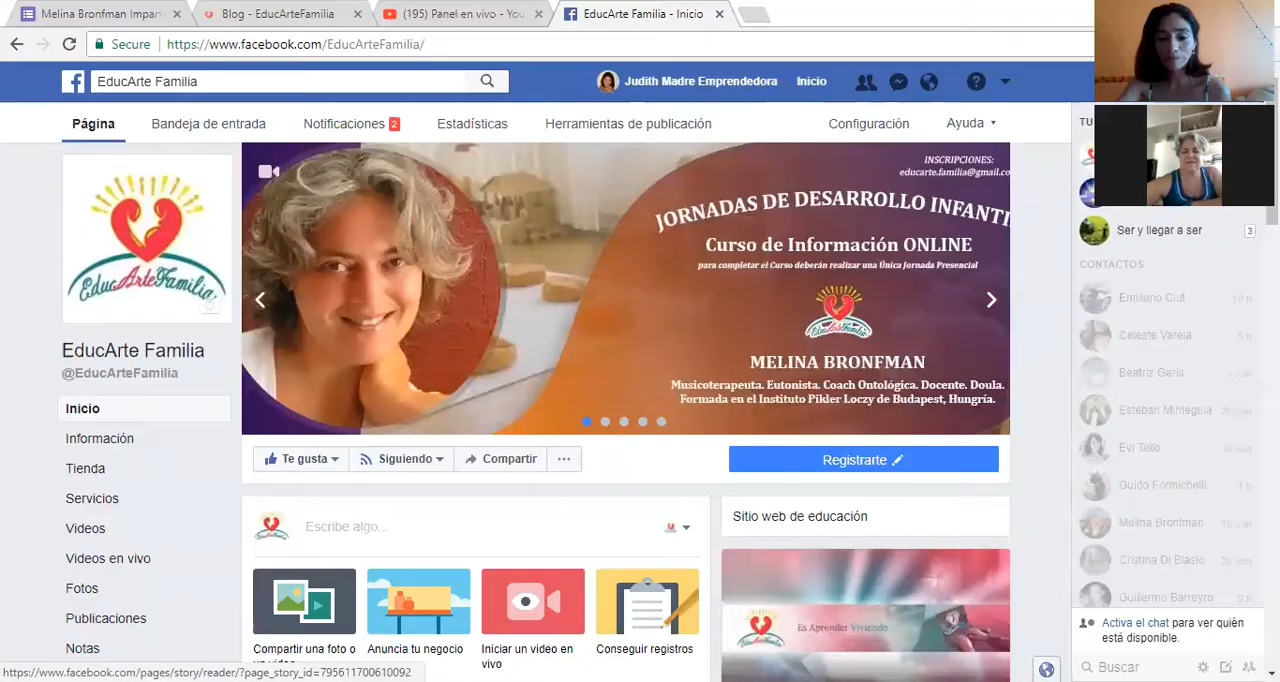 Melina Bronfman Impar
Blog - EducArteFamilia
(195) Panel en vivo - You
EducArte Familia - Inicio
Secure
https://www.facebook.com/EducArteFamilia/
EducArte Familia
Judith Madre Emprendedora
Inicio
Página
Bandeja de entrada
Notificaciones 2
Estadísticas
Herramientas de publicación
Configuración
Ayuda
TU
EducArteFamilia
INSCRIPCIONES:
educarte.familia@gmail.co
JORNADAS DE DESARROLLO INFANTI
Curso de Información ONLINE
para completar el Curso deberán realizar una Única Jornada Presencial
MELINA BRONFMAN
Musicoterapeuta. Eutonista. Coach Ontológica. Docente. Doula.
Formada en el Instituto Pikler Loczy de Budapest, Hungría.
EducArte Familia
@EducArteFamilia
Inicio
Información
Tienda
Servicios
Videos
Videos en vivo
Fotos
Publicaciones
Notas
Te gusta
Siguiendo
Compartir
Registrarte
Escribe algo...
Compartir una foto o
Anuncia tu negocio
Iniciar un video en
vivo
Conseguir registros
Sitio web de educación
Es Aprender Viviendo
Ser y llegar a ser
3
CONTACTOS
Emiliano Ciuf
10 h
Celeste Varela
5 h
Beatriz Garis
Esteban Minteguia
Evi Tello
Guido Formichelli
1 h
Melina Bronfman
Cristina Di Blasio
Guillermo Barreyro
Activa el chat para ver quién
está disponible.
Buscar
https://www.facebook.com/pages/story/reader/?page_story_id=795611700610092